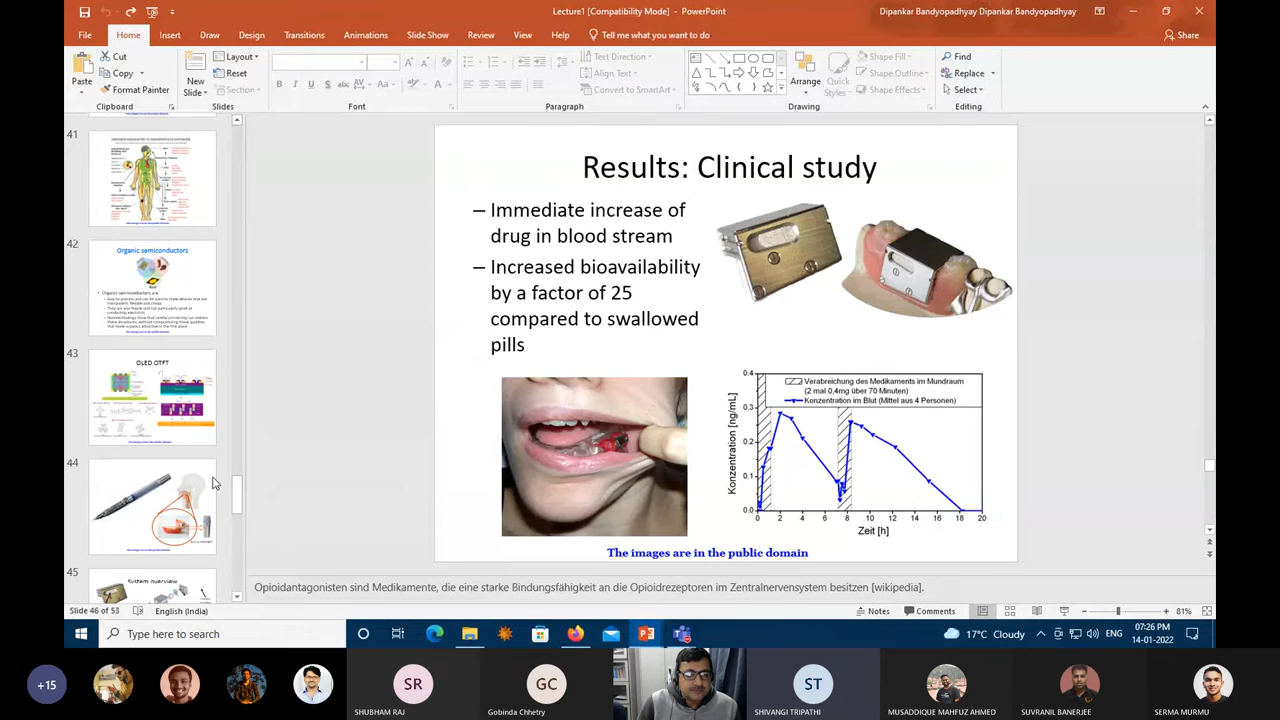 Lecture1 [Compatibility Mode] - PowerPoint
Dipankar Bandyopadhyay Dipankar Bandyopadhyay
File Home Insert Draw Design Transitions Animations Slide Show Review View Help Tell me what you want to do Share
Paste
Cut
Copy
Format Painter
Clipboard
New
Slide
Layout
Reset
Section
Slides
B I U S abc AV Aa A
Font
Text Direction
Align Text
Convert to SmartArt
Paragraph
Arrange
Quick
Styles
Shape Fill
Shape Outline
Shape Effects
Drawing
Find
Replace
Select
Editing
41
42
Organic semiconductors
Organic semiconductors are
43
OLED OTFT
44
45
System overview
Results: Clinical study
– Immediate increase of
drug in blood stream
– Increased bioavailability
by a factor of 25
compared to swallowed
pills
Verabreichung des Medikaments im Mundraum
(2 mal 0.4mg über 70 Minuten)
Konzentration im Blut (Mittel aus 4 Personen)
Konzentration [ng/mL]
0.4
0.3
0.2
0.1
0.0
0 2 4 6 8 10 12 14 16 18 20
Zeit [h]
The images are in the public domain
Opioidantagonisten sind Medikamente, die eine starke Bindungsfähigkeit an die Opioidrezeptoren im Zentralnervensystem besitzen [wikipedia].
Slide 46 of 53 English (India) Notes Comments 81%
Type here to search
17°C Cloudy ENG
07:26 PM
14-01-2022
+15
SR
SHUBHAM RAJ
GC
Gobinda Chhetry
ST
SHIVANGI TRIPATHI
MUSADDIQUE MAHFUZ AHMED
SUVRANIL BANERJEE
SERMA MURMU